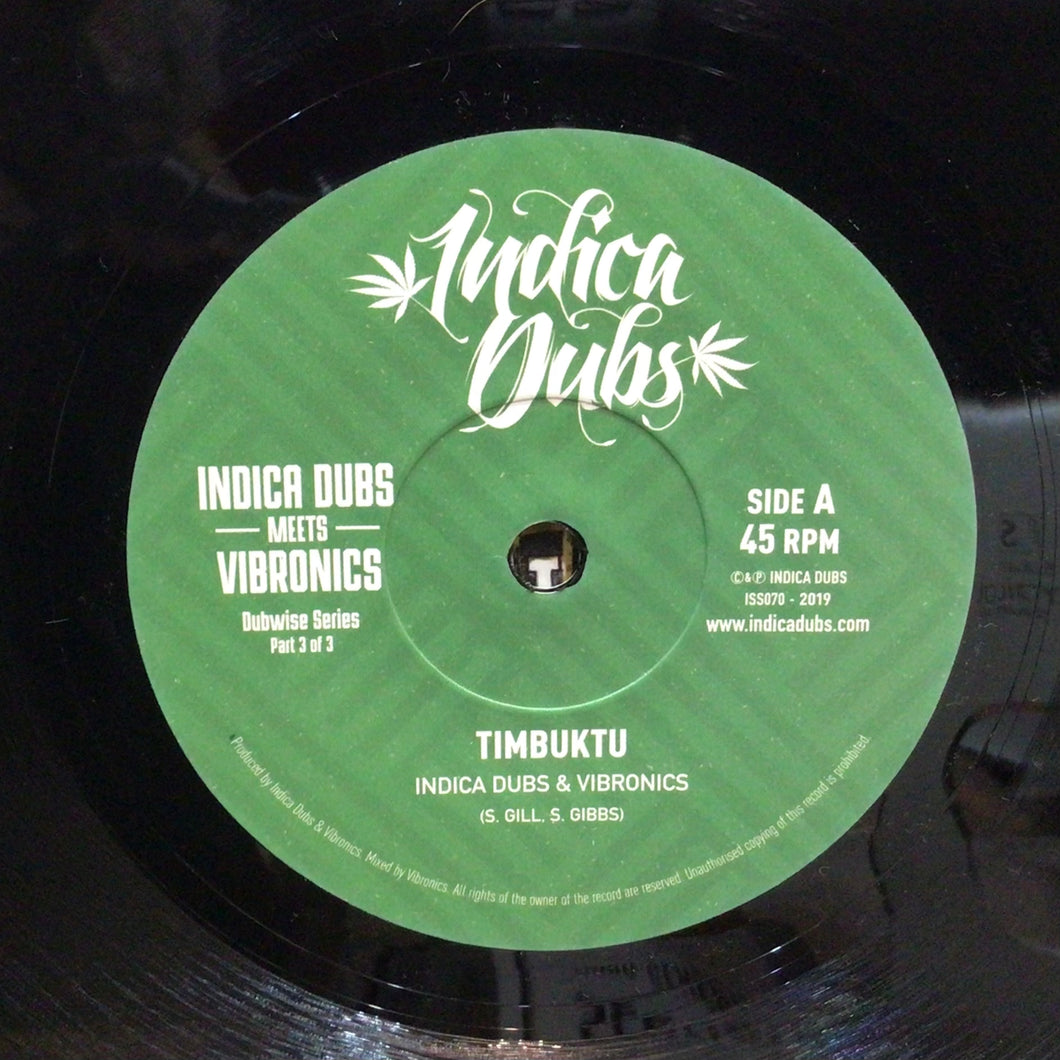 Indica
Dubs
INDICA DUBS
MEETS
VIBRONICS
Dubwise Series
Part 3 of 3
SIDE A
45 RPM
©&℗ INDICA DUBS
ISS070 - 2019
www.indicadubs.com
T
TIMBUKTU
INDICA DUBS & VIBRONICS
(S. GILL, S. GIBBS)
Produced by Indica Dubs & Vibronics. Mixed by Vibronics. All rights of the owner of the record are reserved. Unauthorised copying of this record is prohibited.